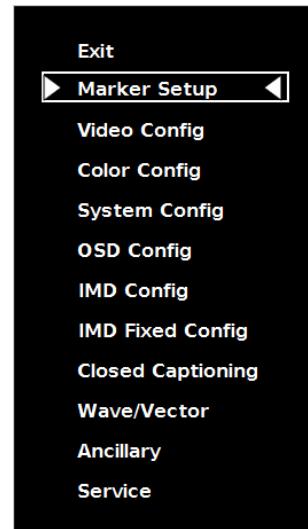 Exit
Marker Setup
Video Config
Color Config
System Config
OSD Config
IMD Config
IMD Fixed Config
Closed Captioning
Wave/Vector
Ancillary
Service